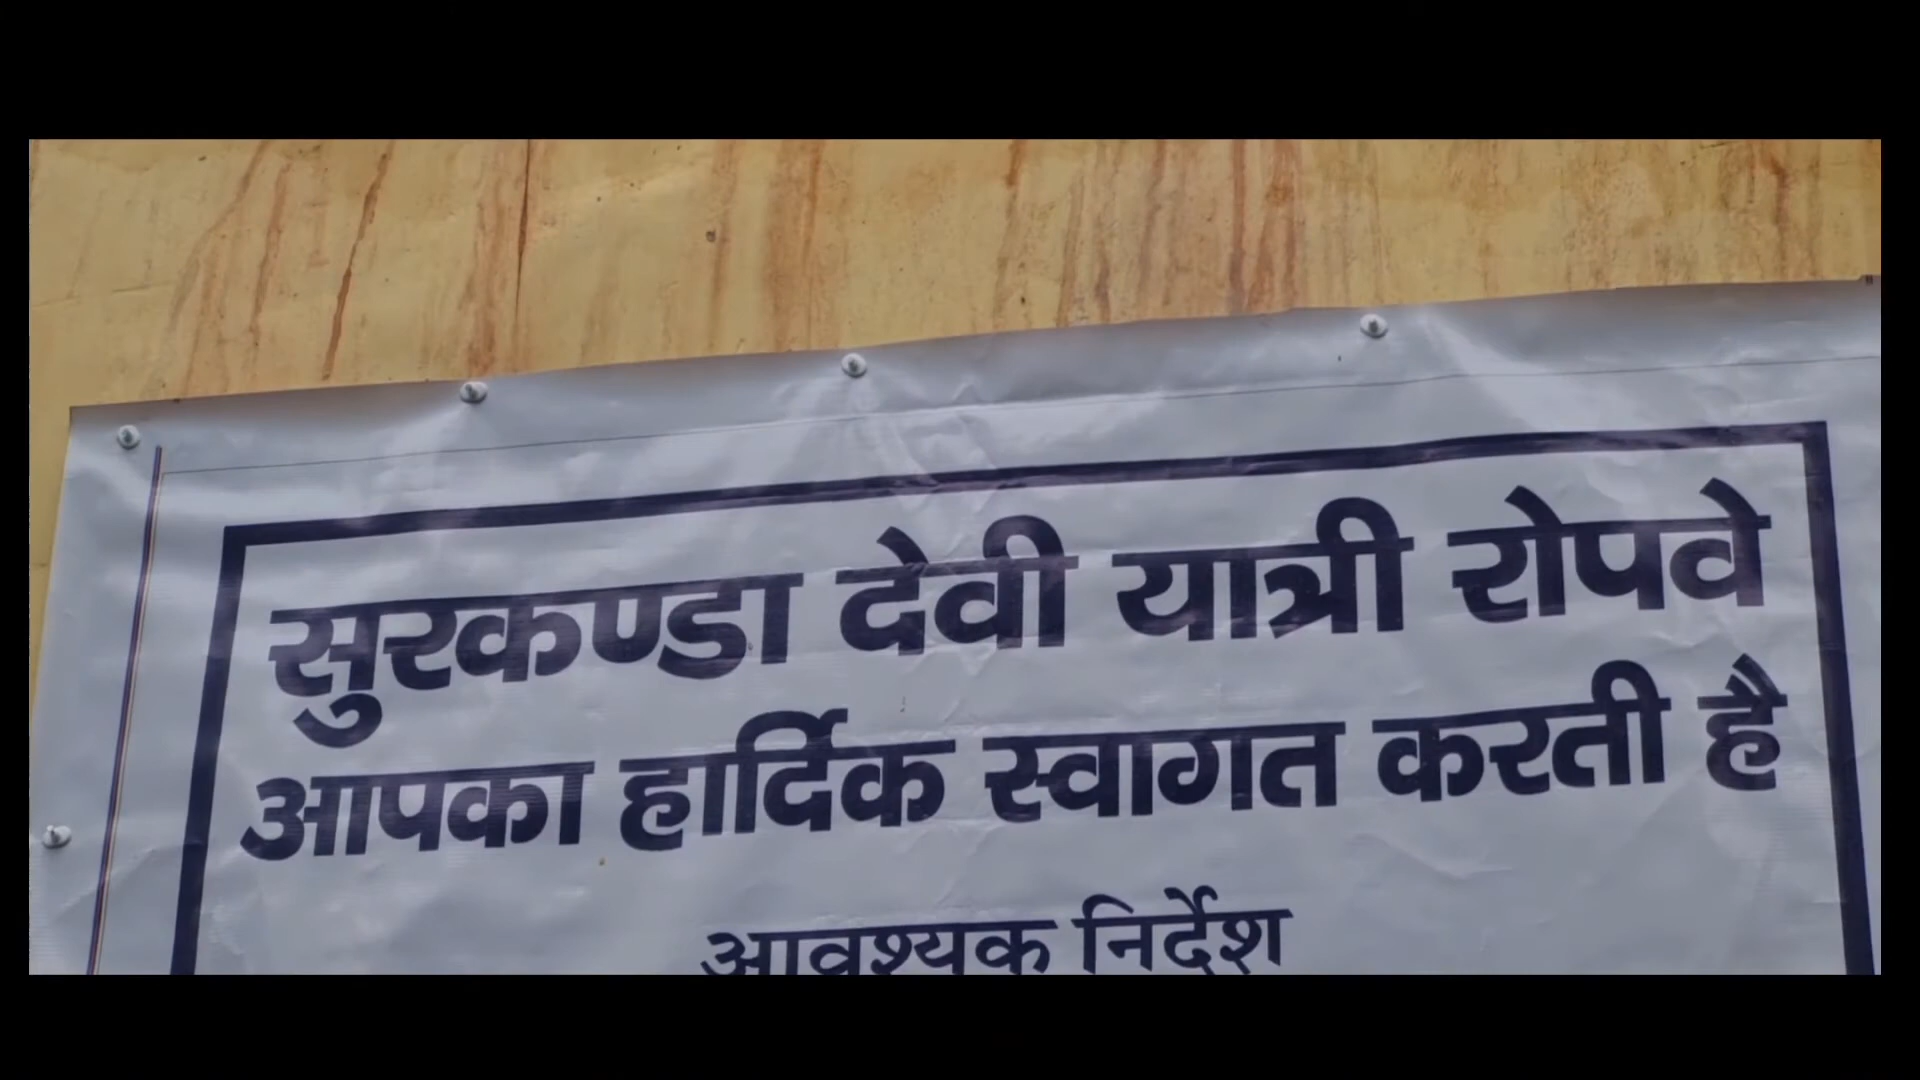 सुरकण्डा देवी यात्री रोपवे
आपका हार्दिक स्वागत करती है
आवश्यक निर्देश